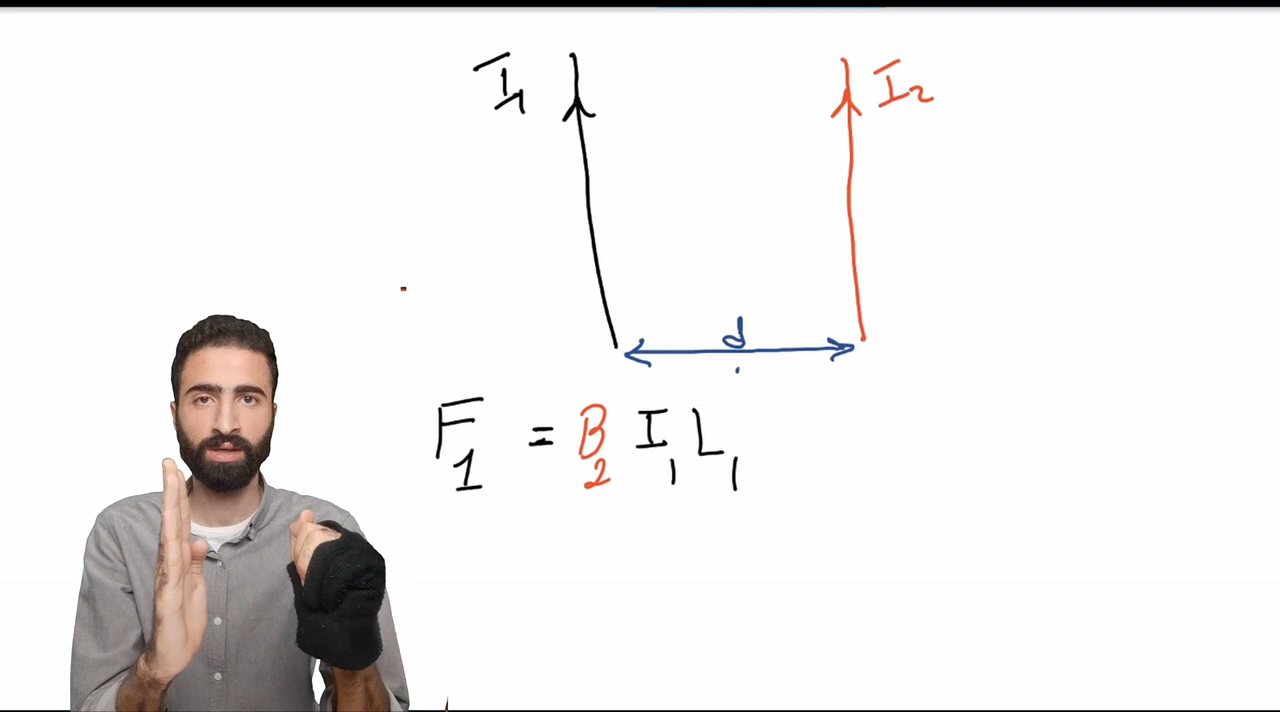 I₁ I₂
d
F₁ = B₂ I₁ L₁